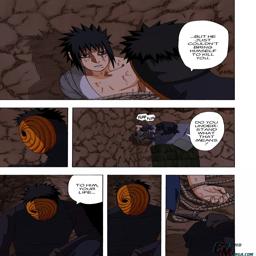 ...BUT HE
JUST
COULDN'T
BRING
HIMSELF
TO KILL
YOU.
DO YOU
UNDER-
STAND
WHAT
THAT
MEANS?
TO HIM,
YOUR
LIFE...